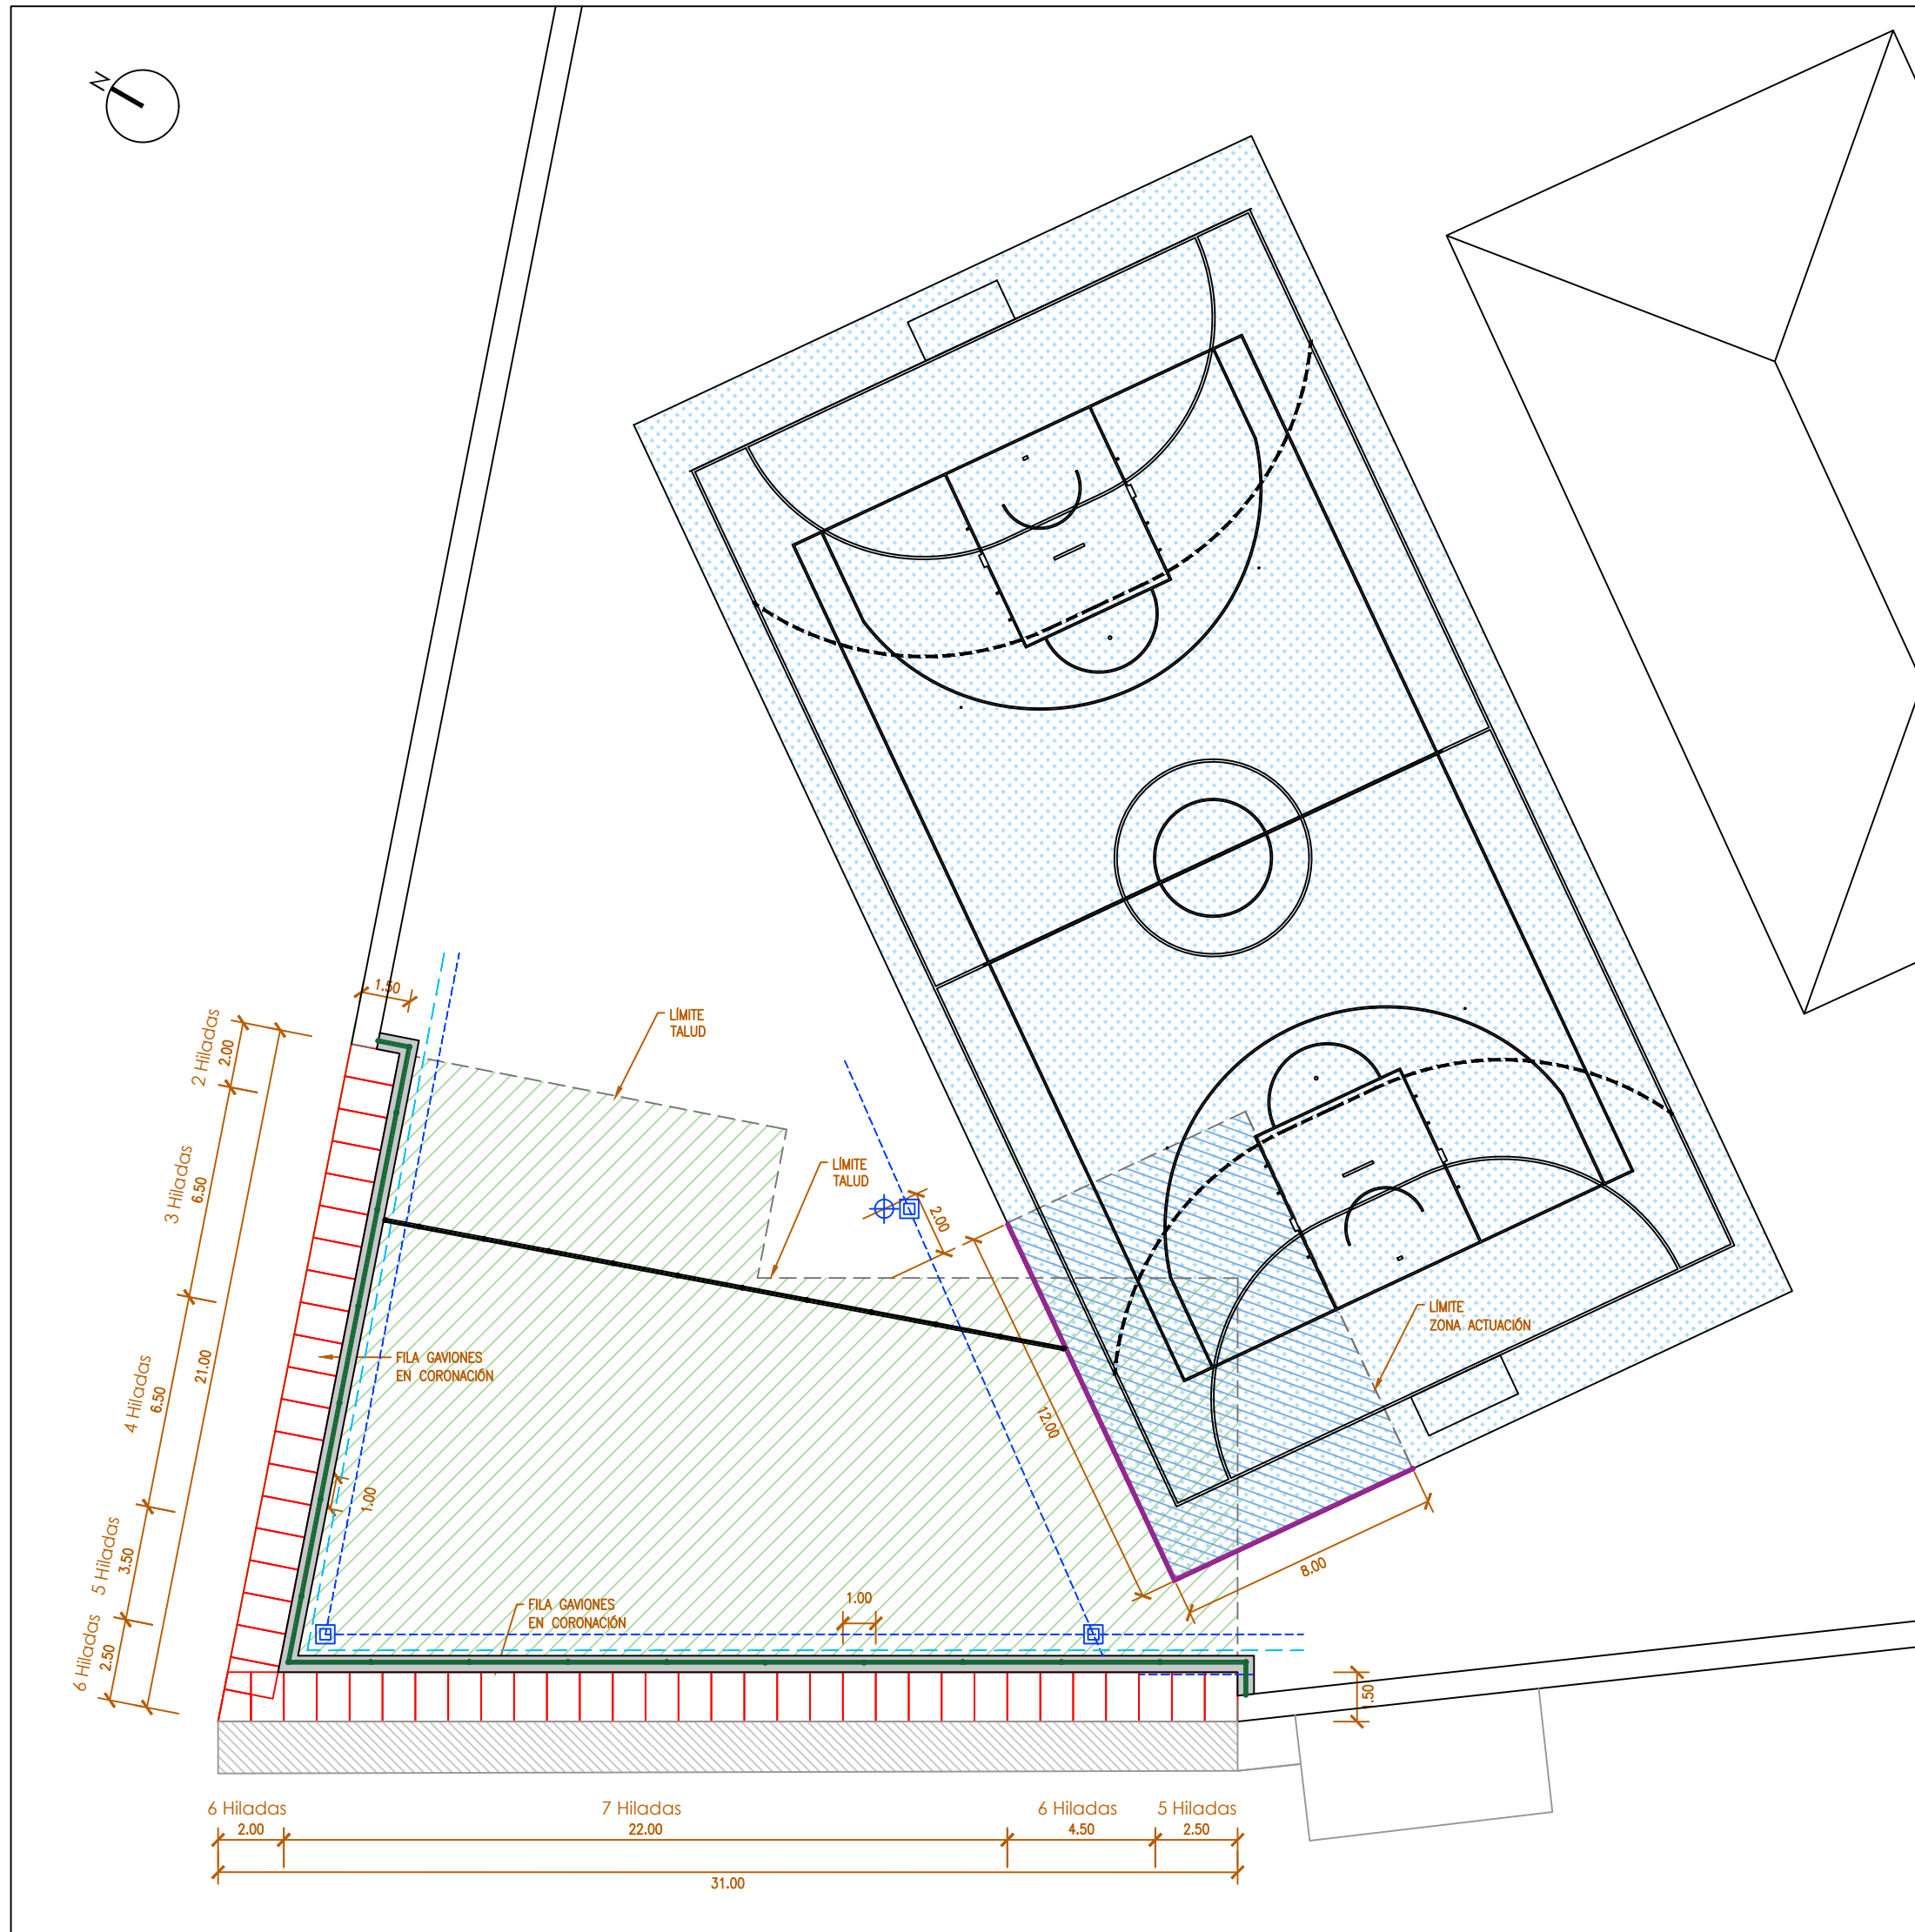 N
1.50
LÍMITE
TALUD
2 Hiladas
2.00
3 Hiladas
6.50
LÍMITE
TALUD
2.00
4 Hiladas
6.50
21.00
FILA GAVIONES
EN CORONACIÓN
LÍMITE
ZONA ACTUACIÓN
12.00
1.00
5 Hiladas
3.50
8.00
FILA GAVIONES
EN CORONACIÓN
1.00
6 Hiladas
2.50
1.50
6 Hiladas
2.00
7 Hiladas
22.00
6 Hiladas
4.50
5 Hiladas
2.50
31.00